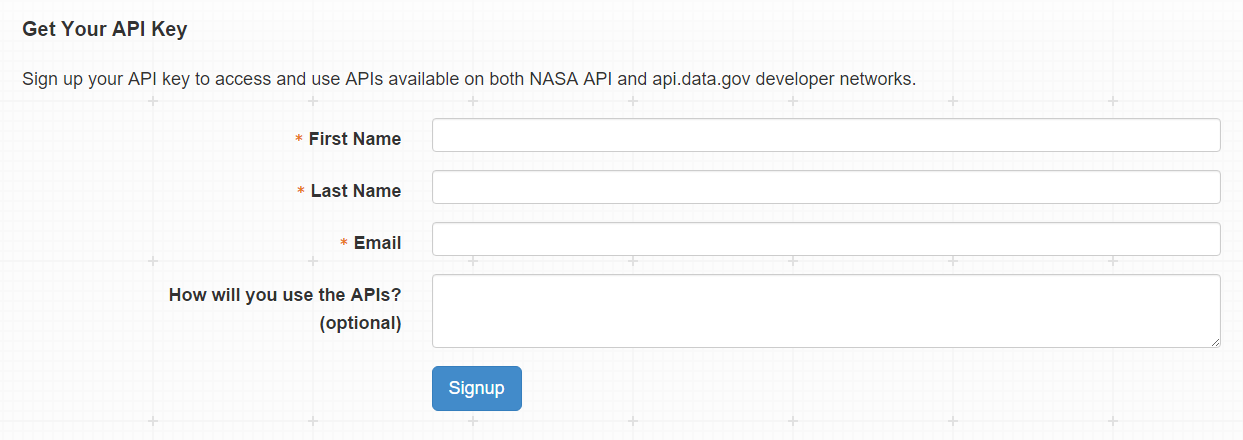 Get Your API Key
Sign up your API key to access and use APIs available on both NASA API and api.data.gov developer networks.
* First Name
* Last Name
* Email
How will you use the APIs?
(optional)
Signup